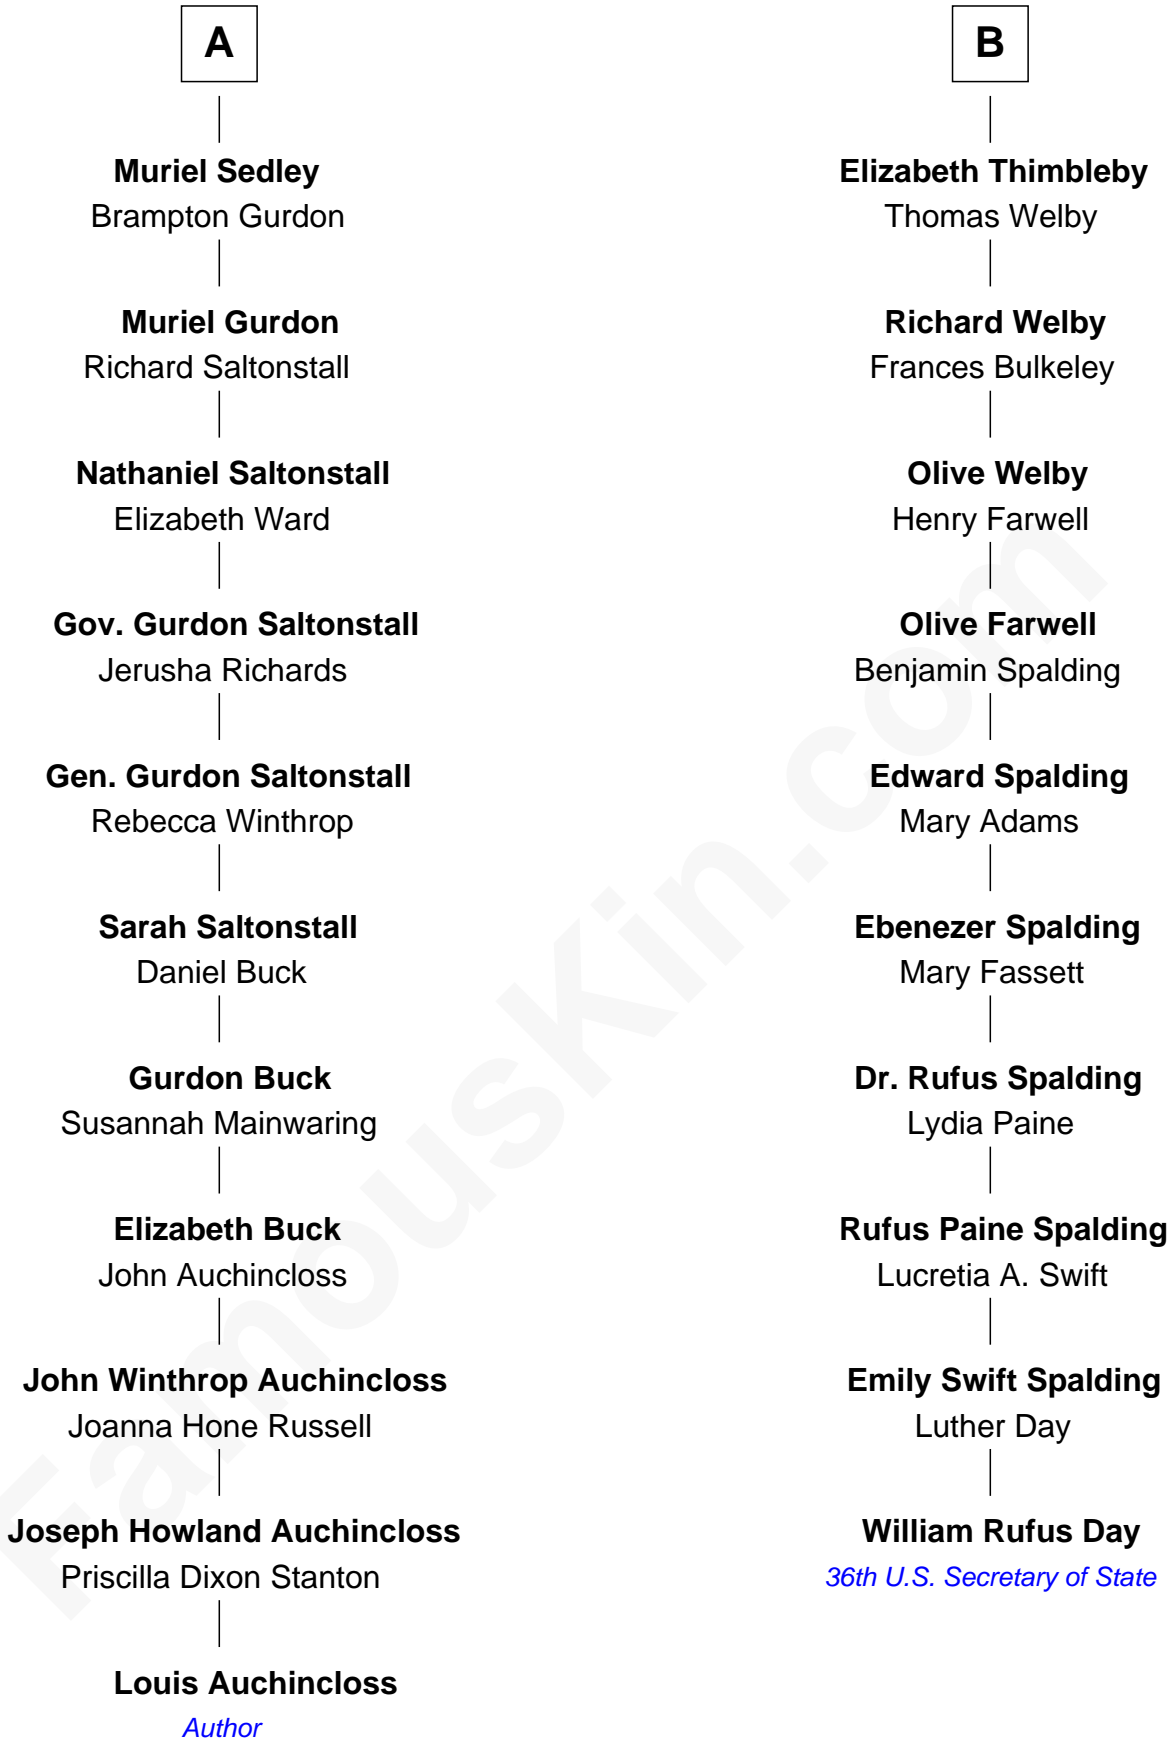 A
Muriel Sedley
Brampton Gurdon
Muriel Gurdon
Richard Saltonstall
Nathaniel Saltonstall
Elizabeth Ward
Gov. Gurdon Saltonstall
Jerusha Richards
Gen. Gurdon Saltonstall
Rebecca Winthrop
Sarah Saltonstall
Daniel Buck
Gurdon Buck
Susannah Mainwaring
Elizabeth Buck
John Auchincloss
John Winthrop Auchincloss
Joanna Hone Russell
Joseph Howland Auchincloss
Priscilla Dixon Stanton
Louis Auchincloss
Author
B
Elizabeth Thimbleby
Thomas Welby
Richard Welby
Frances Bulkeley
Olive Welby
Henry Farwell
Olive Farwell
Benjamin Spalding
Edward Spalding
Mary Adams
Ebenezer Spalding
Mary Fassett
Dr. Rufus Spalding
Lydia Paine
Rufus Paine Spalding
Lucretia A. Swift
Emily Swift Spalding
Luther Day
William Rufus Day
36th U.S. Secretary of State
FamousKin.com